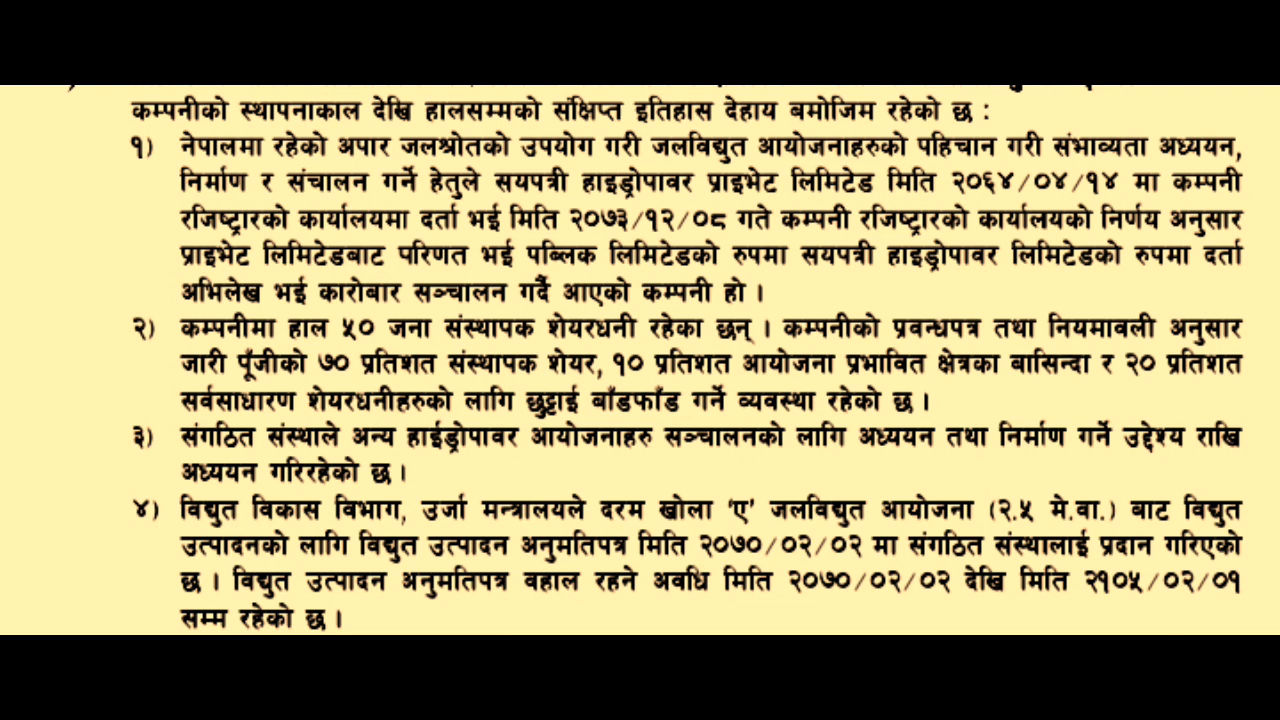 कम्पनीको स्थापनाकाल देखि हालसम्मको संक्षिप्त इतिहास देहाय बमोजिम रहेको छ :
१) नेपालमा रहेको अपार जलश्रोतको उपयोग गरी जलविद्युत आयोजनाहरुको पहिचान गरी संभाव्यता अध्ययन,
निर्माण र संचालन गर्ने हेतुले सयपत्री हाइड्रोपावर प्राइभेट लिमिटेड मिति २०६४/०४/१४ मा कम्पनी
रजिष्ट्रारको कार्यालयमा दर्ता भई मिति २०७३/१२/०८ गते कम्पनी रजिष्ट्रारको कार्यालयको निर्णय अनुसार
प्राइभेट लिमिटेडबाट परिणत भई पब्लिक लिमिटेडको रुपमा सयपत्री हाइड्रोपावर लिमिटेडको रुपमा दर्ता
अभिलेख भई कारोबार सञ्चालन गर्दै आएको कम्पनी हो ।
२) कम्पनीमा हाल ५० जना संस्थापक शेयरधनी रहेका छन् । कम्पनीको प्रवन्धपत्र तथा नियमावली अनुसार
जारी पूँजीको ७० प्रतिशत संस्थापक शेयर, १० प्रतिशत आयोजना प्रभावित क्षेत्रका बासिन्दा र २० प्रतिशत
सर्वसाधारण शेयरधनीहरुको लागि छुट्टाई बाँडफाँड गर्ने व्यवस्था रहेको छ ।
३) संगठित संस्थाले अन्य हाईड्रोपावर आयोजनाहरु सञ्चालनको लागि अध्ययन तथा निर्माण गर्ने उद्देश्य राखि
अध्ययन गरिरहेको छ ।
४) विद्युत विकास विभाग, उर्जा मन्त्रालयले दरम खोला 'ए' जलविद्युत आयोजना (२.५ मे.वा.) बाट विद्युत
उत्पादनको लागि विद्युत उत्पादन अनुमतिपत्र मिति २०७०/०२/०२ मा संगठित संस्थालाई प्रदान गरिएको
छ । विद्युत उत्पादन अनुमतिपत्र वहाल रहने अवधि मिति २०७०/०२/०२ देखि मिति २१०५/०२/०१
सम्म रहेको छ ।